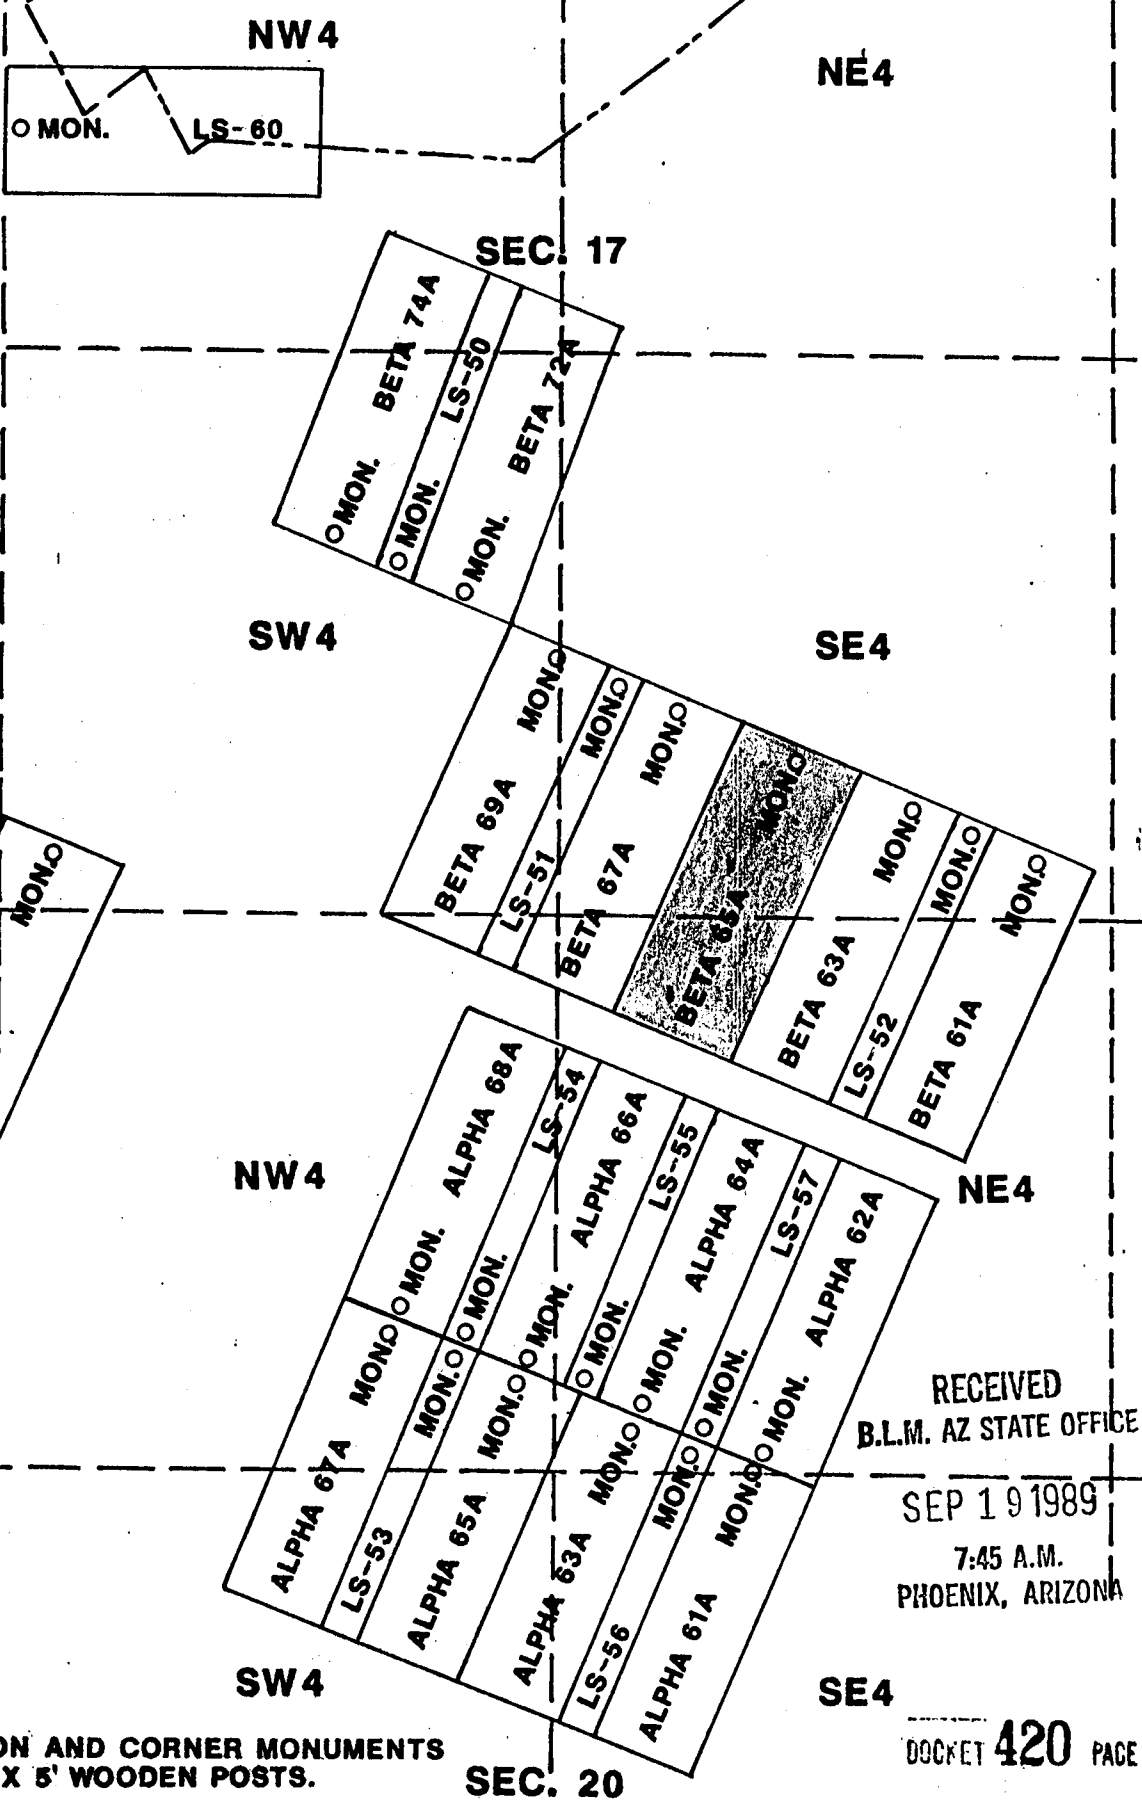 NW4
NE4
MON.
LS-60
SEC. 17
BETA 74A
LS-50
BETA 72A
MON.
MON.
MON.
SW4
SE4
MON.
MON.
MON.
MON.
MON.
MON.
MON.
MON.
BETA 69A
LS-51
BETA 67A
BETA 65A
BETA 63A
LS-52
BETA 61A
ALPHA 68A
LS-54
ALPHA 66A
LS-55
ALPHA 64A
LS-57
ALPHA 62A
NW4
NE4
MON.
MON.
MON.
MON.
MON.
MON.
MON.
MON.
MON.
MON.
MON.
MON.
MON.
ALPHA 67A
LS-53
ALPHA 65A
ALPHA 63A
LS-56
ALPHA 61A
RECEIVED
B.L.M. AZ STATE OFFICE
SEP 19 1989
7:45 A.M.
PHOENIX, ARIZONA
SW4
SE4
ON AND CORNER MONUMENTS
X 5' WOODEN POSTS.
SEC. 20
DOCKET 420 PAGE